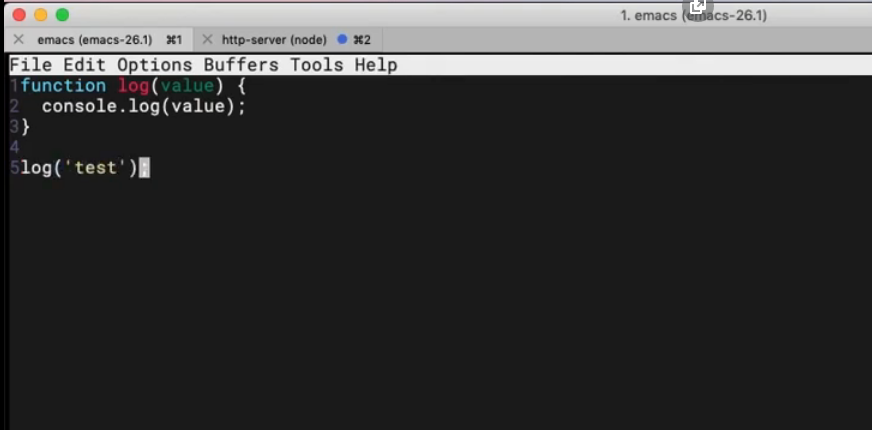 1. emacs (emacs-26.1)
emacs (emacs-26.1) ⌘1 http-server (node) ⌘2
File Edit Options Buffers Tools Help
1function log(value) {
2  console.log(value);
3}
4
5log('test');